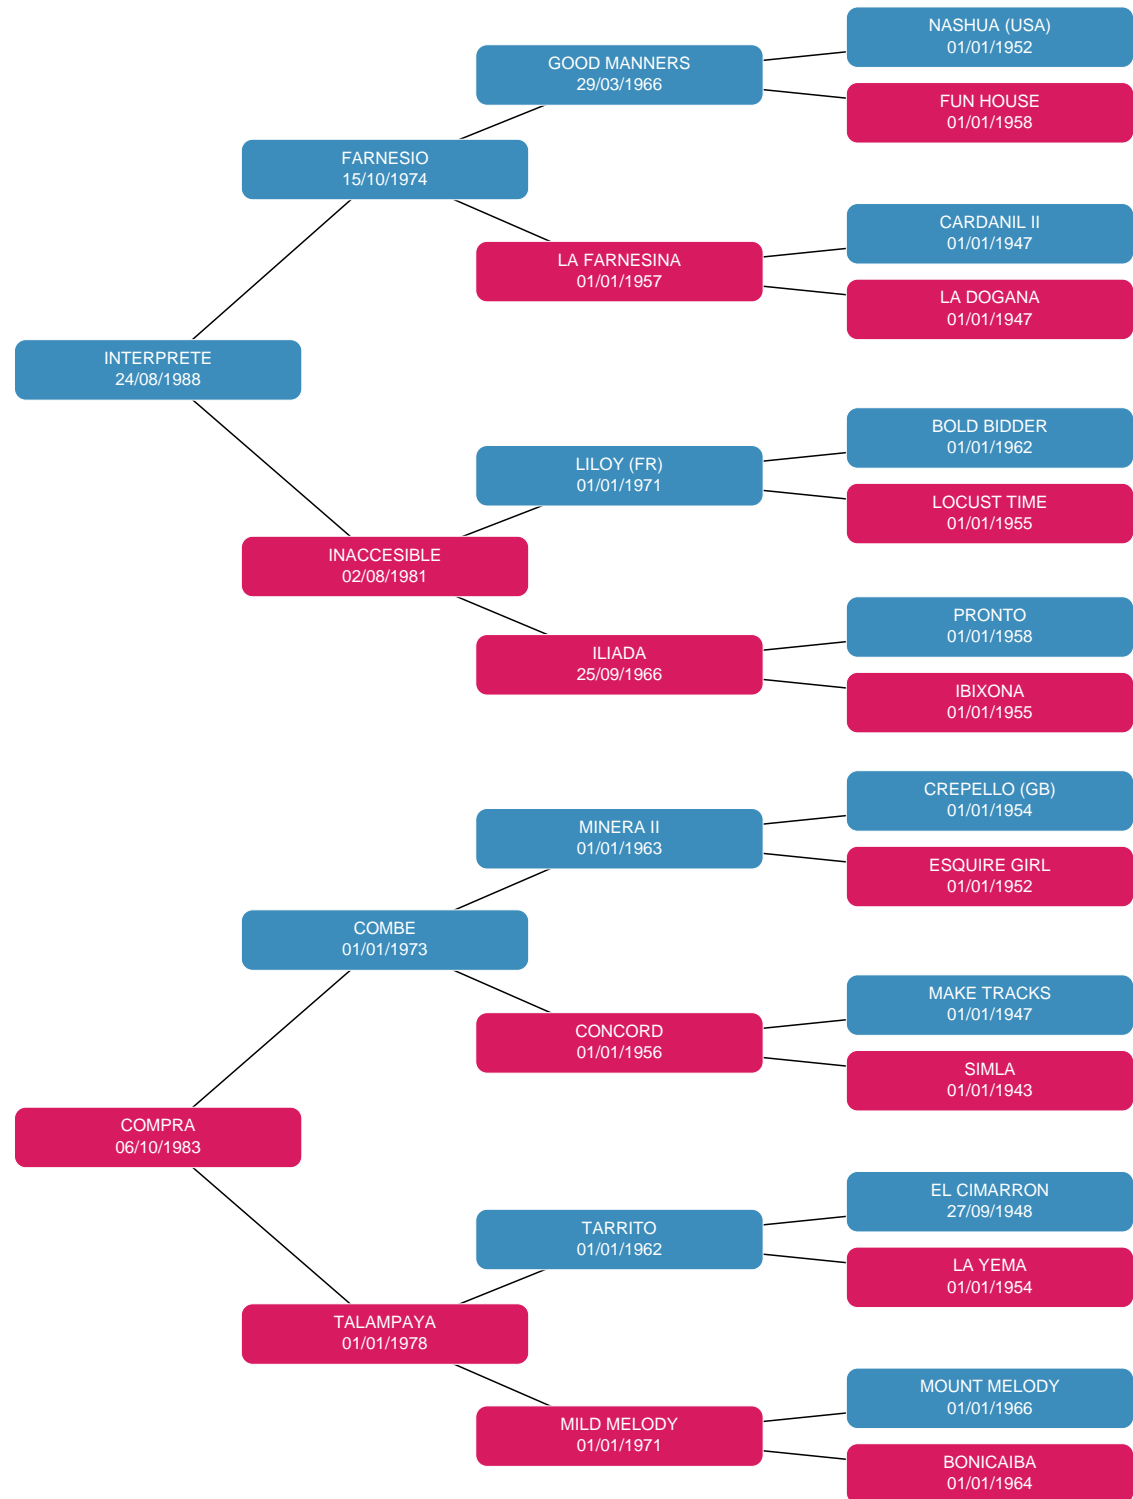 NASHUA (USA)
01/01/1952
GOOD MANNERS
29/03/1966
FUN HOUSE
01/01/1958
FARNESIO
15/10/1974
CARDANIL II
01/01/1947
LA FARNESINA
01/01/1957
LA DOGANA
01/01/1947
INTERPRETE
24/08/1988
BOLD BIDDER
01/01/1962
LILOY (FR)
01/01/1971
LOCUST TIME
01/01/1955
INACCESIBLE
02/08/1981
PRONTO
01/01/1958
ILIADA
25/09/1966
IBIXONA
01/01/1955
CREPELLO (GB)
01/01/1954
MINERA II
01/01/1963
ESQUIRE GIRL
01/01/1952
COMBE
01/01/1973
MAKE TRACKS
01/01/1947
CONCORD
01/01/1956
SIMLA
01/01/1943
COMPRA
06/10/1983
EL CIMARRON
27/09/1948
TARRITO
01/01/1962
LA YEMA
01/01/1954
TALAMPAYA
01/01/1978
MOUNT MELODY
01/01/1966
MILD MELODY
01/01/1971
BONICAIBA
01/01/1964